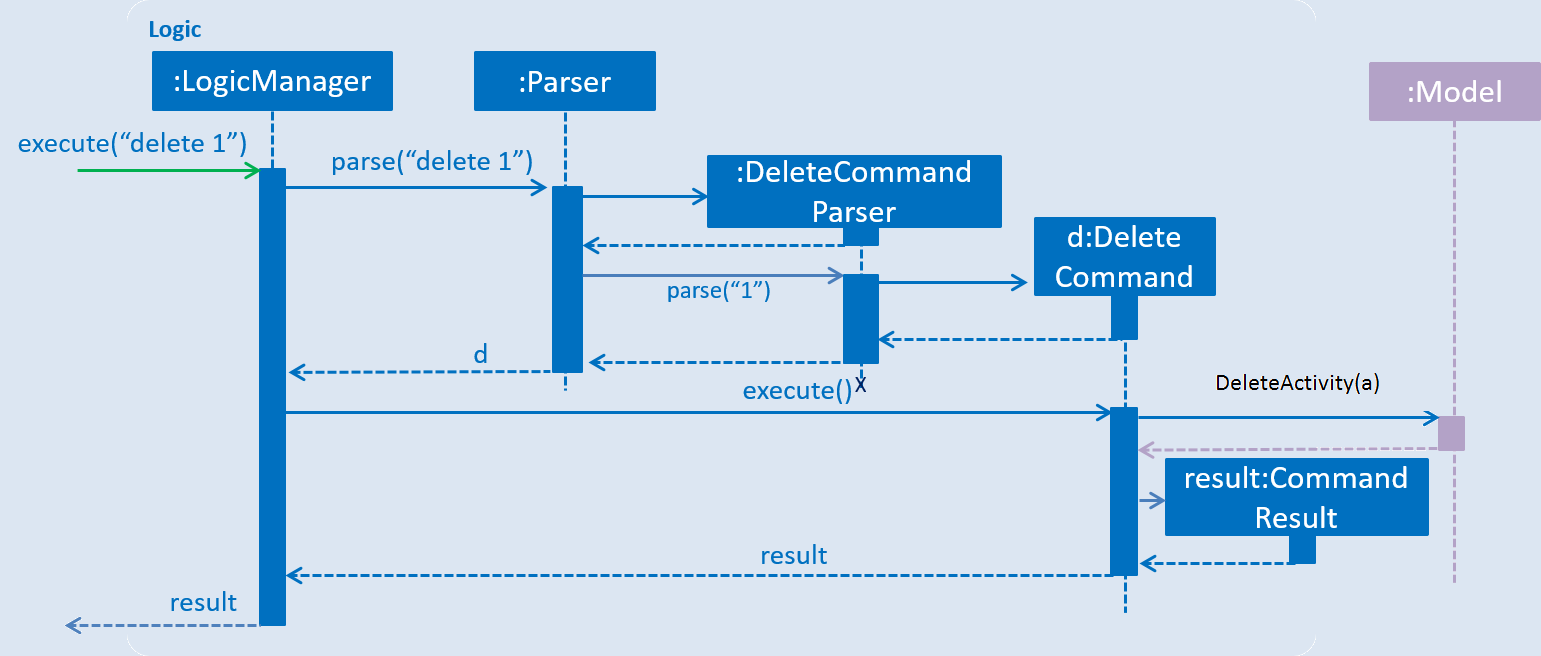 Logic
:LogicManager
:Parser
:Model
execute(“delete 1”)
parse(“delete 1”)
:DeleteCommand
Parser
d:Delete
Command
parse(“1”)
d
execute()
X
DeleteActivity(a)
result:Command
Result
result
result